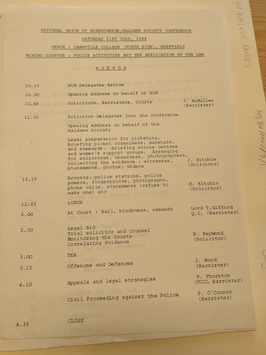 NATIONAL UNION OF MINEWORKERS/HALDANE SOCIETY CONFERENCE
SATURDAY 21ST JULY, 1984
VENUE : GRANVILLE COLLEGE (MAIN SIDE), SHEFFIELD
MINING DISPUTE : POLICE ACTIVITIES AND THE APPLICATION OF THE LAW
A G E N D A
10.15 NUM Delegates Arrive
10.30 Opening Address on behalf of NUM
10.45 Solicitors, Barristers, Courts J. McMullen (Barrister)
11.30 Solicitor Delegates join the Conference
Opening Address on behalf of the Haldane Society
Legal preparation for picketing.
Briefing picket organisers, marshals, and stewards. Briefing strike centres and women's support groups. Arranging for solicitors, observers, photographers, collecting the evidence : witnesses, statements, photos, videos J. Hitchin (Solicitor)
12.15 Arrests, police stations, police powers, fingerprints, photographs, phone calls, statements (refuse to make one) etc B. Hitchin (Solicitor)
12.45 LUNCH
2.00 At Court : Bail, bindovers, remands Lord T.Gifford Q.C. (Barrister)
2.30 Legal Aid
Trial solicitor and Counsel
Monitoring the Courts
Correlating Evidence B. Raymond (Solicitor)
3.00 TEA
3.15 Offences and Defences J. Wood (Barrister)
4.10 Appeals and legal strategies P. Thornton (NCCL Barrister)
Civil Proceeding against the Police P. O'Connor (Barrister)
4.35 CLOSE